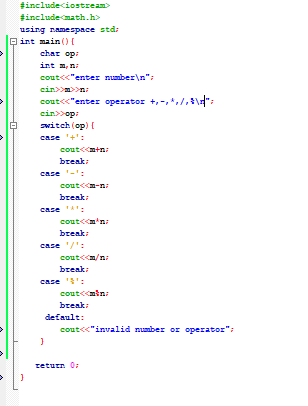 #include<iostream>
#include<math.h>
using namespace std;
int main(){
char op;
int m,n;
cout<<"enter number\n";
cin>>m>>n;
cout<<"enter operator +,-,*,/,%\n";
cin>>op;
switch(op){
case '+':
cout<<m+n;
break;
case '-':
cout<<m-n;
break;
case '*':
cout<<m*n;
break;
case '/':
cout<<m/n;
break;
case '%':
cout<<m%n;
break;
default:
cout<<"invalid number or operator";
}
return 0;
}